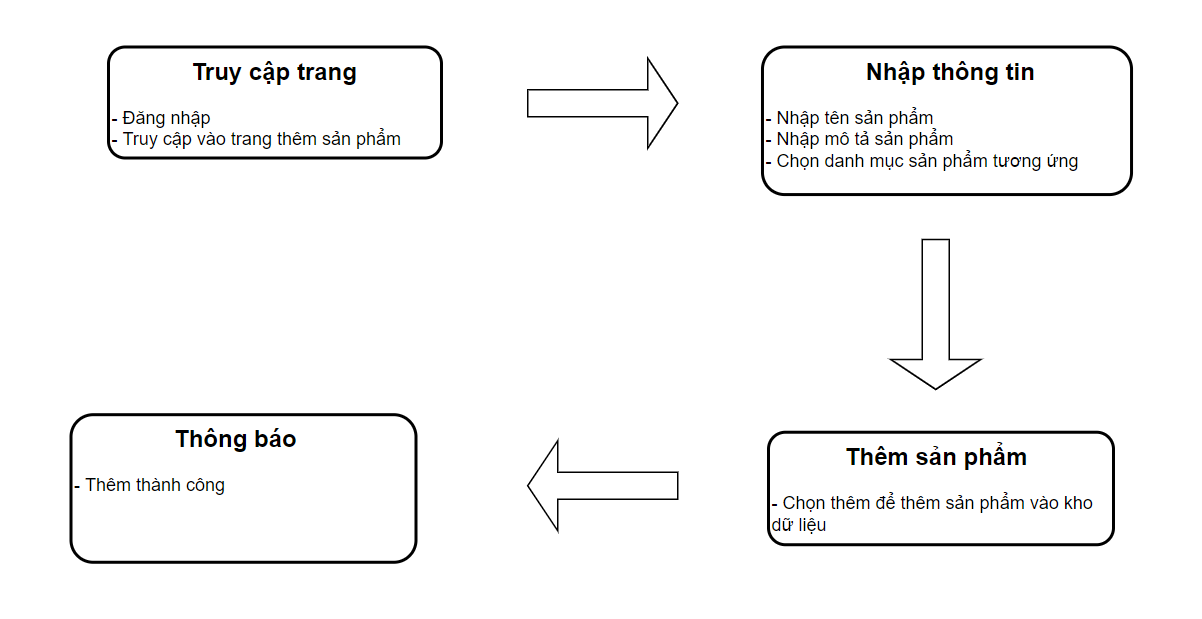 Truy cập trang
- Đăng nhập
- Truy cập vào trang thêm sản phẩm
Nhập thông tin
- Nhập tên sản phẩm
- Nhập mô tả sản phẩm
- Chọn danh mục sản phẩm tương ứng
Thêm sản phẩm
- Chọn thêm để thêm sản phẩm vào kho
dữ liệu
Thông báo
- Thêm thành công